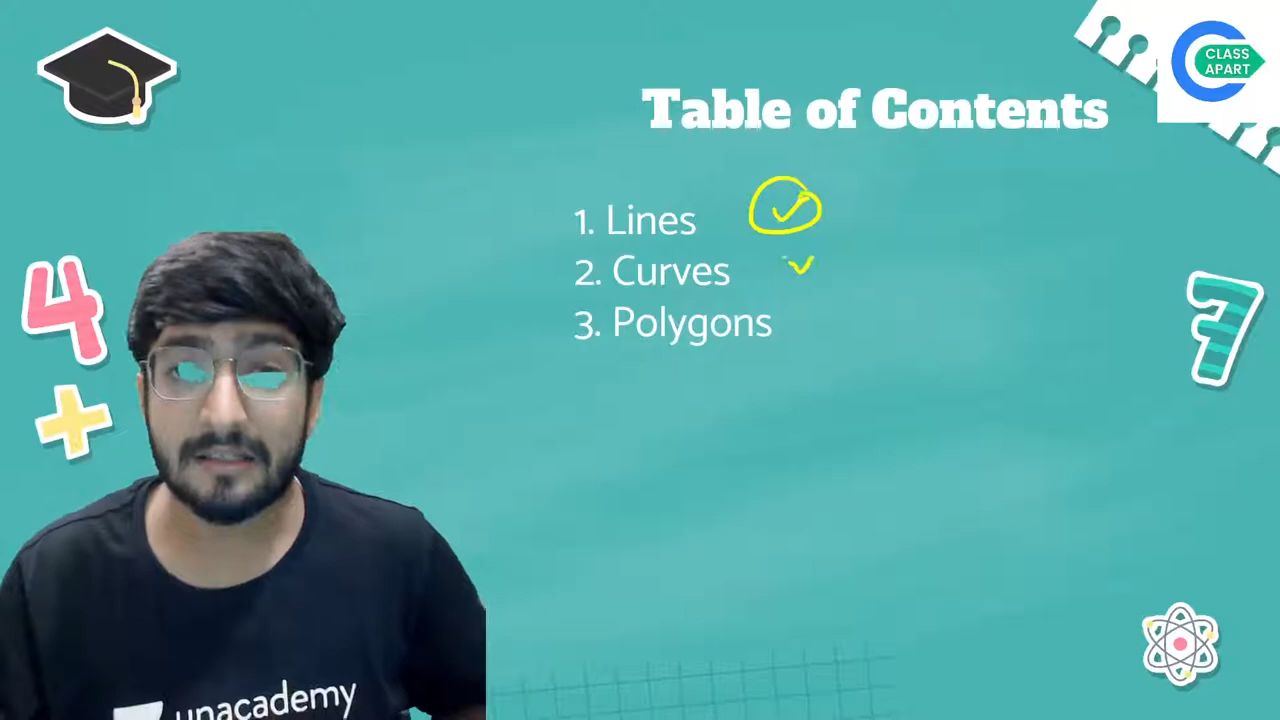 CLASS
APART
Table of Contents
1. Lines
2. Curves
3. Polygons
4
+
7
unacademy